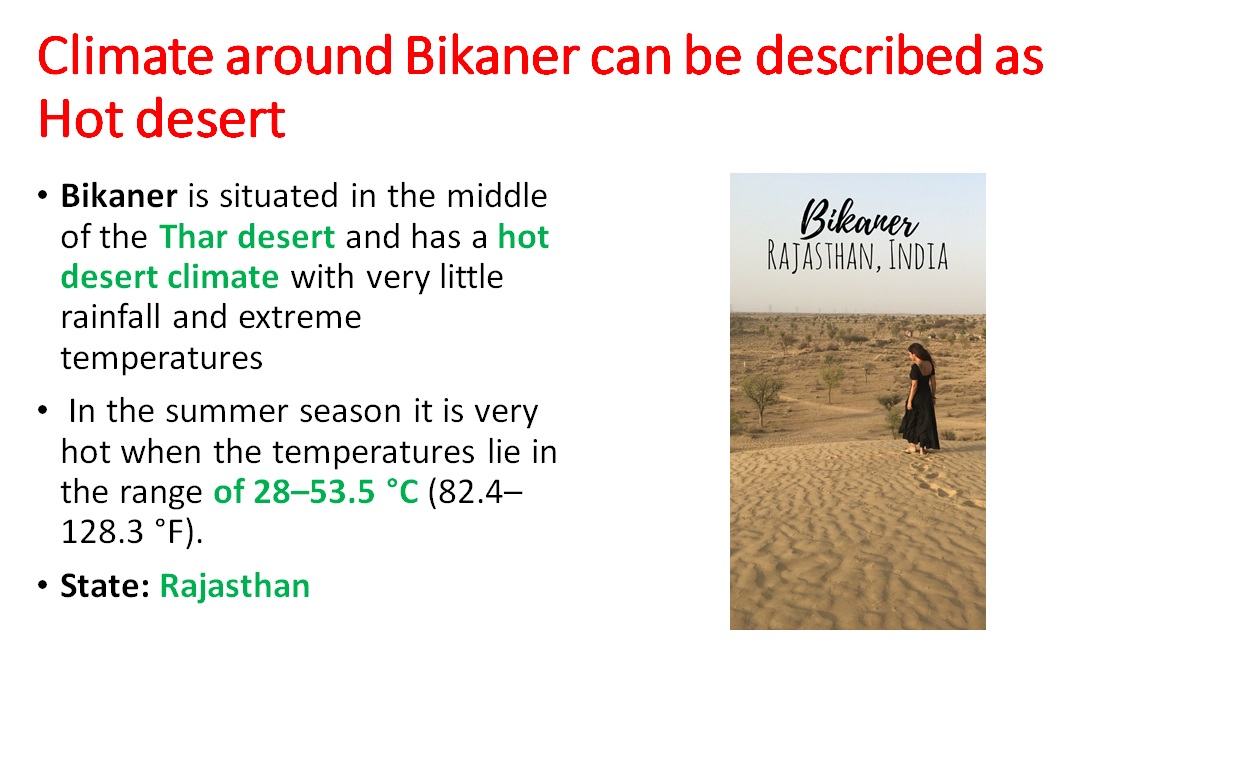 Climate around Bikaner can be described as
Hot desert
• Bikaner is situated in the middle
of the Thar desert and has a hot
desert climate with very little
rainfall and extreme
temperatures
• In the summer season it is very
hot when the temperatures lie in
the range of 28–53.5 °C (82.4–
128.3 °F).
• State: Rajasthan
Bikaner
RAJASTHAN, INDIA